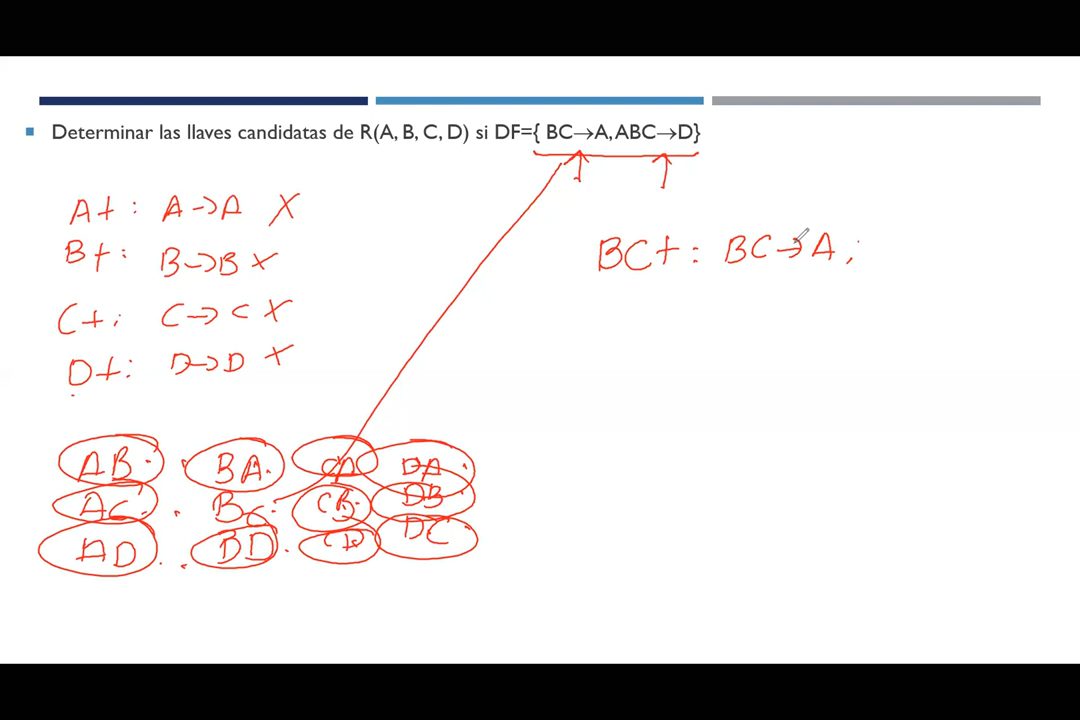 Determinar las llaves candidatas de R(A, B, C, D) si DF={ BC→A, ABC→D}
A+: A→A X
B+: B→B X
C+: C→C X
D+: D→D X
BC+: BC→A;
AB. BA. CA DA.
AC. BC. CB. DB
AD. BD. CD DC